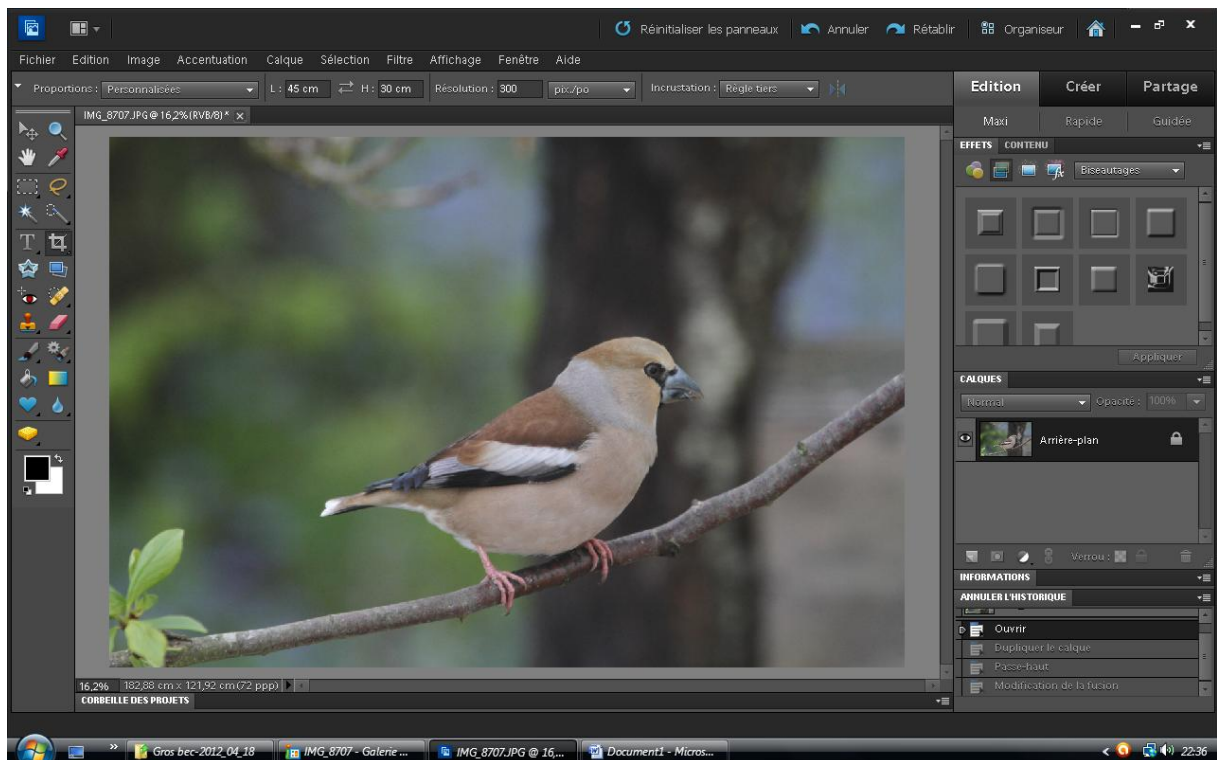 Réinitialiser les panneaux Annuler Rétablir Organiseur
Fichier Edition Image Accentuation Calque Sélection Filtre Affichage Fenêtre Aide
Proportions : Personnalisées L : 45 cm H : 30 cm Résolution : 300 pix./po Incrustation : Règle tiers
Edition Créer Partage
IMG_8707.JPG @ 16,2% (RVB/8) * x
Maxi Rapide Guidée
EFFETS CONTENU
Biseautages
T
Appliquer
CALQUES
Normal Opacité : 100%
Arrière-plan
Verrou :
INFORMATIONS
ANNULER L'HISTORIQUE
Ouvrir
Dupliquer le calque
Passe-haut
Modification de la fusion
16,2% 182,88 cm x 121,92 cm (72 ppp)
CORBEILLE DES PROJETS
» Gros bec-2012_04_18 IMG_8707 - Galerie ... IMG_8707.JPG @ 16,... Document1 - Micros... < 22:36